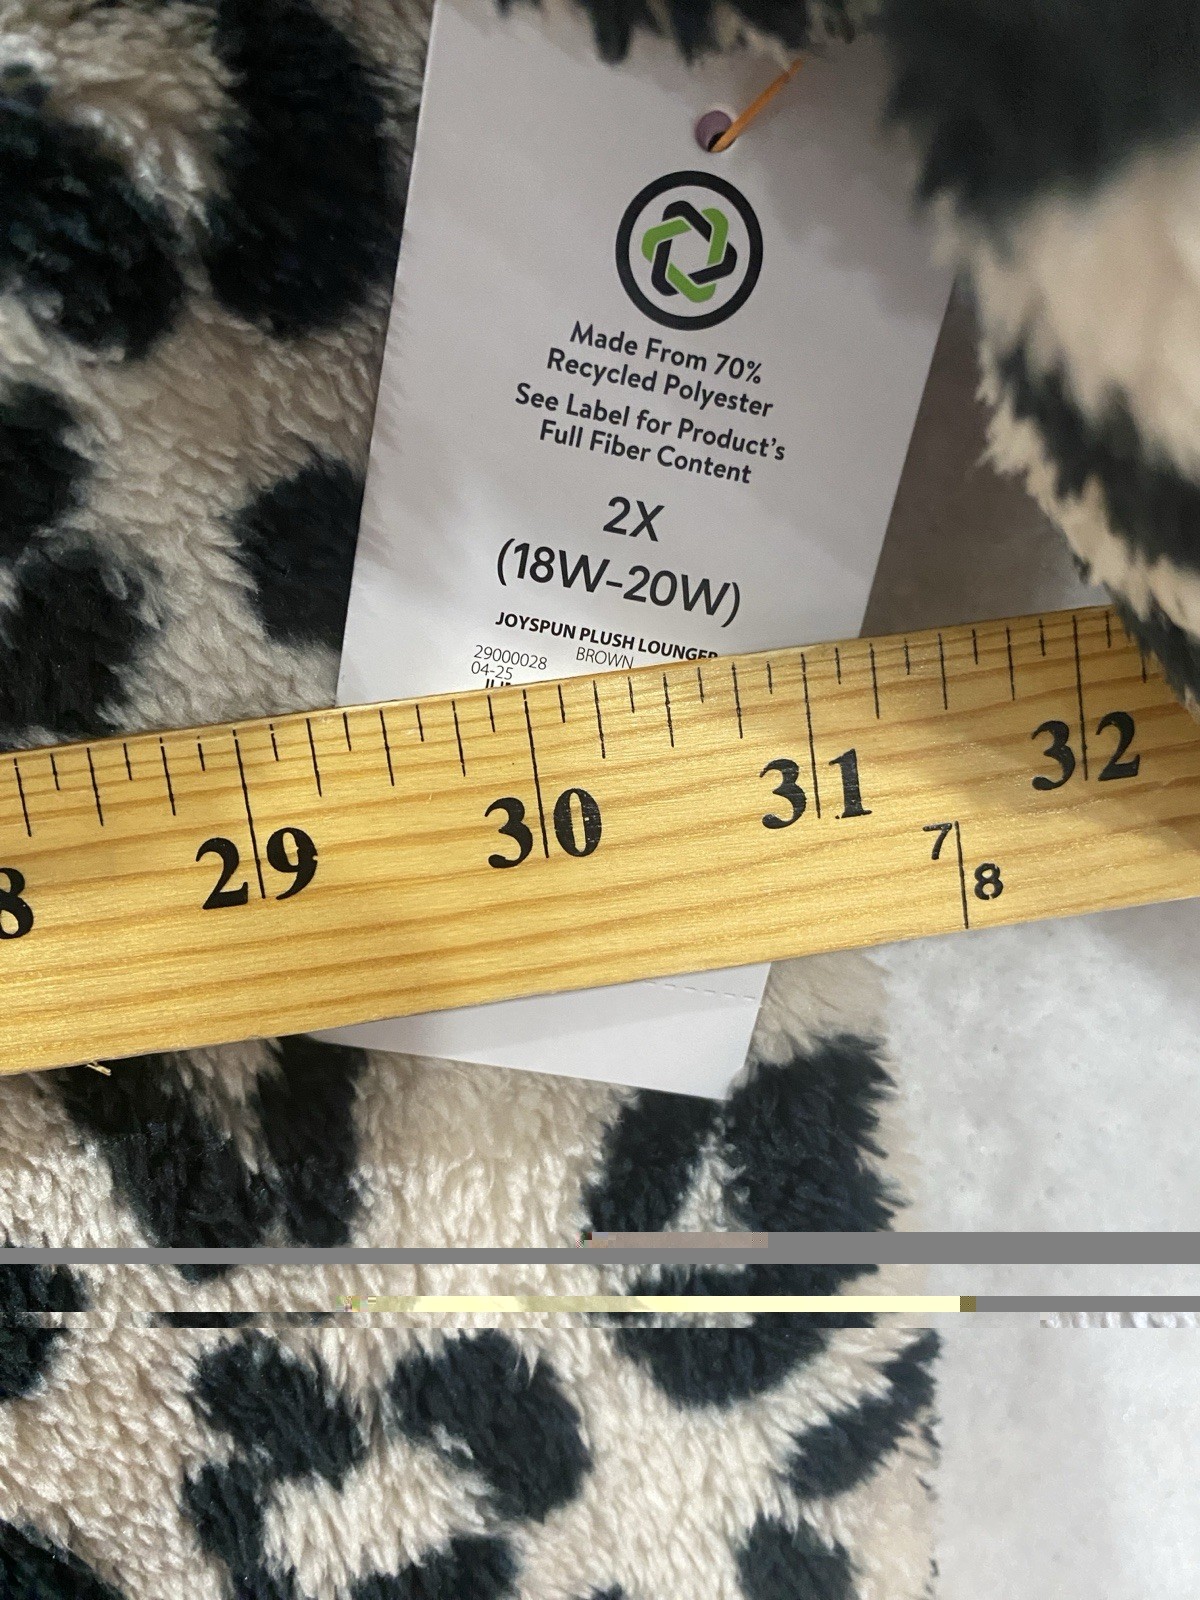 Made From 70%
Recycled Polyester
See Label for Product's
Full Fiber Content
2X
(18W-20W)
JOYSPUN PLUSH LOUNGER
29000028 BROWN
04-25
8 29 30 31 32
7/8